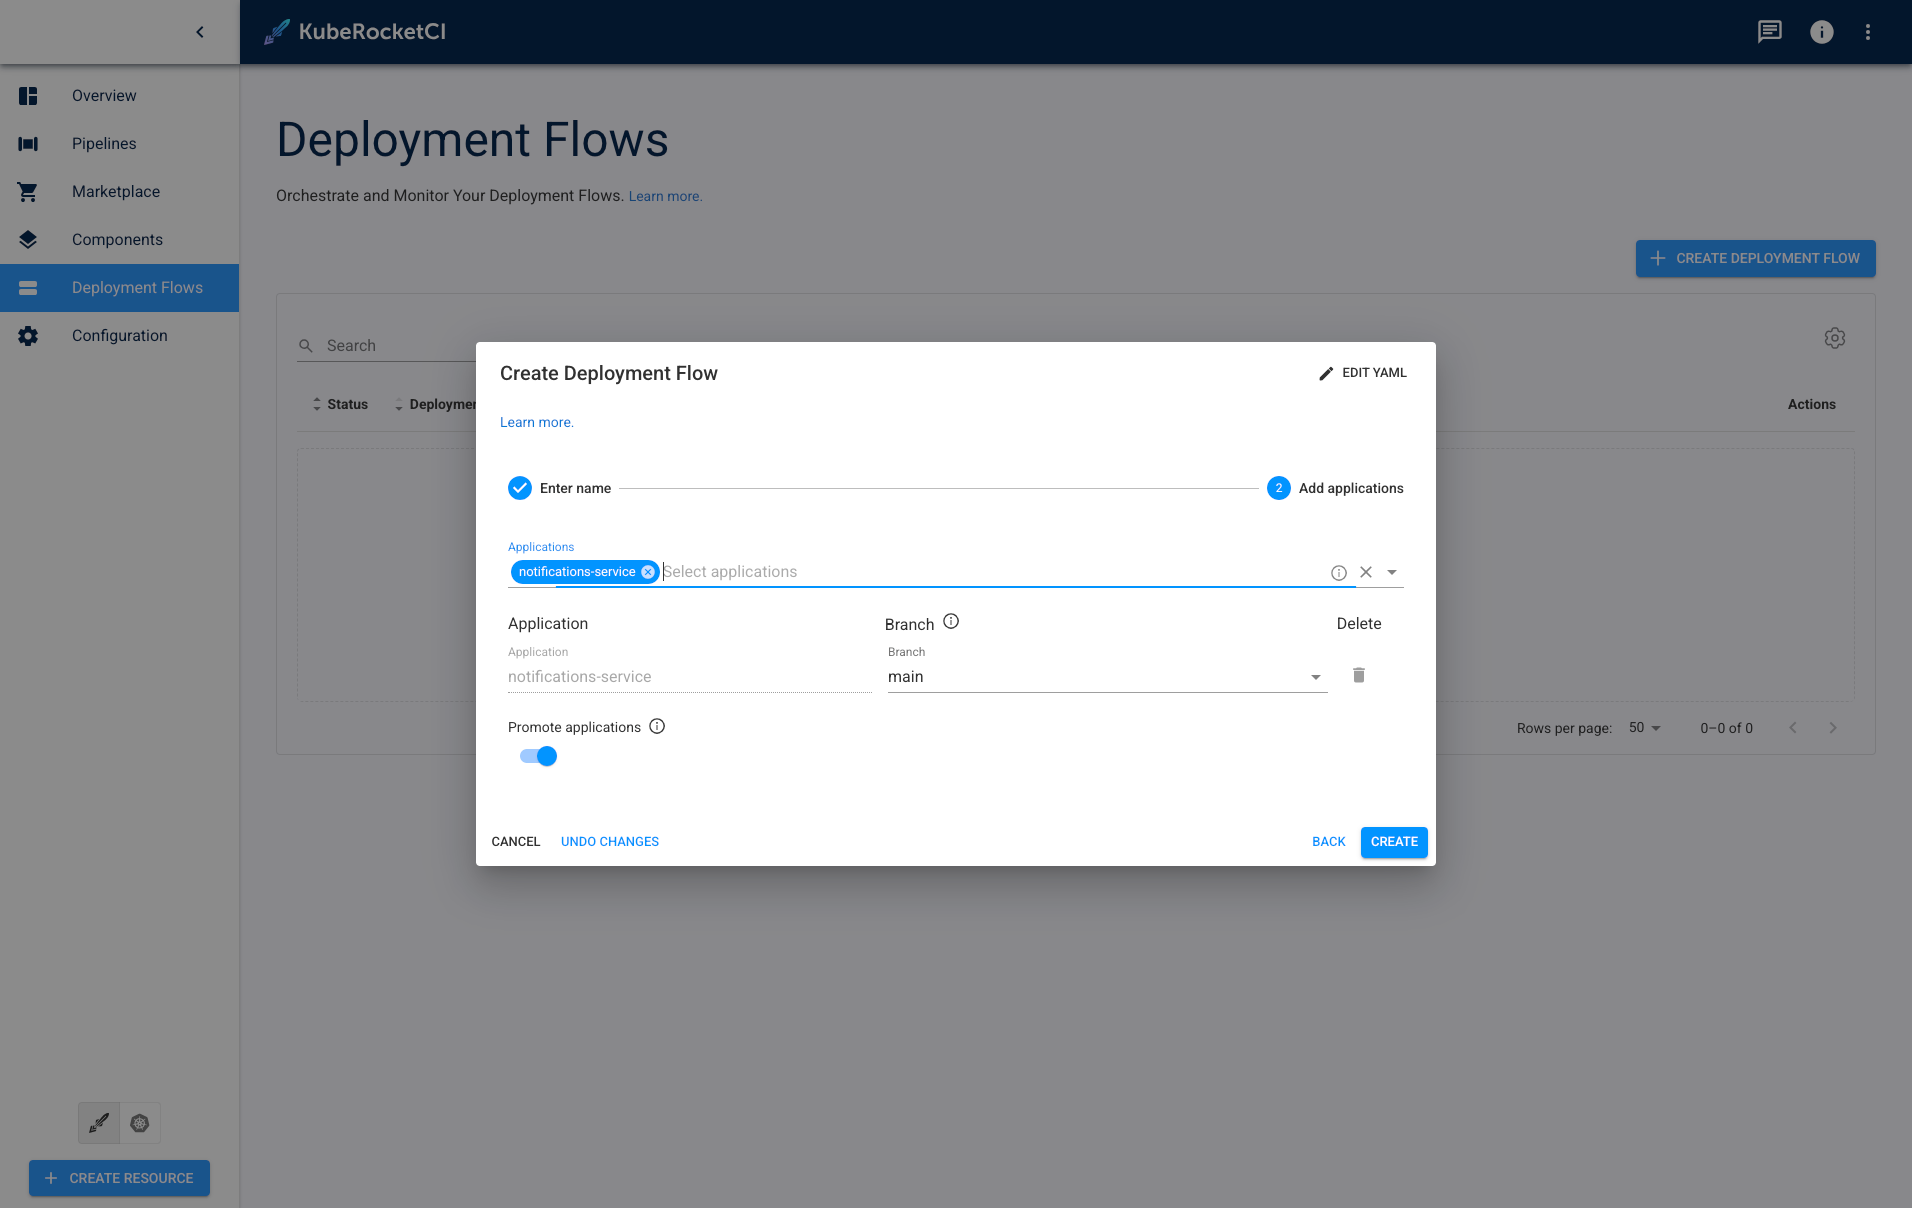 KubeRocketCI
Overview
Pipelines
Marketplace
Components
Deployment Flows
Configuration
CREATE RESOURCE
Deployment Flows
Orchestrate and Monitor Your Deployment Flows. Learn more.
CREATE DEPLOYMENT FLOW
Search
Status Deploymen Actions
Rows per page: 50 0–0 of 0
Create Deployment Flow EDIT YAML
Learn more.
Enter name 2 Add applications
Applications
notifications-service Select applications
Application Branch Delete
Application Branch
notifications-service main
Promote applications
CANCEL UNDO CHANGES BACK CREATE